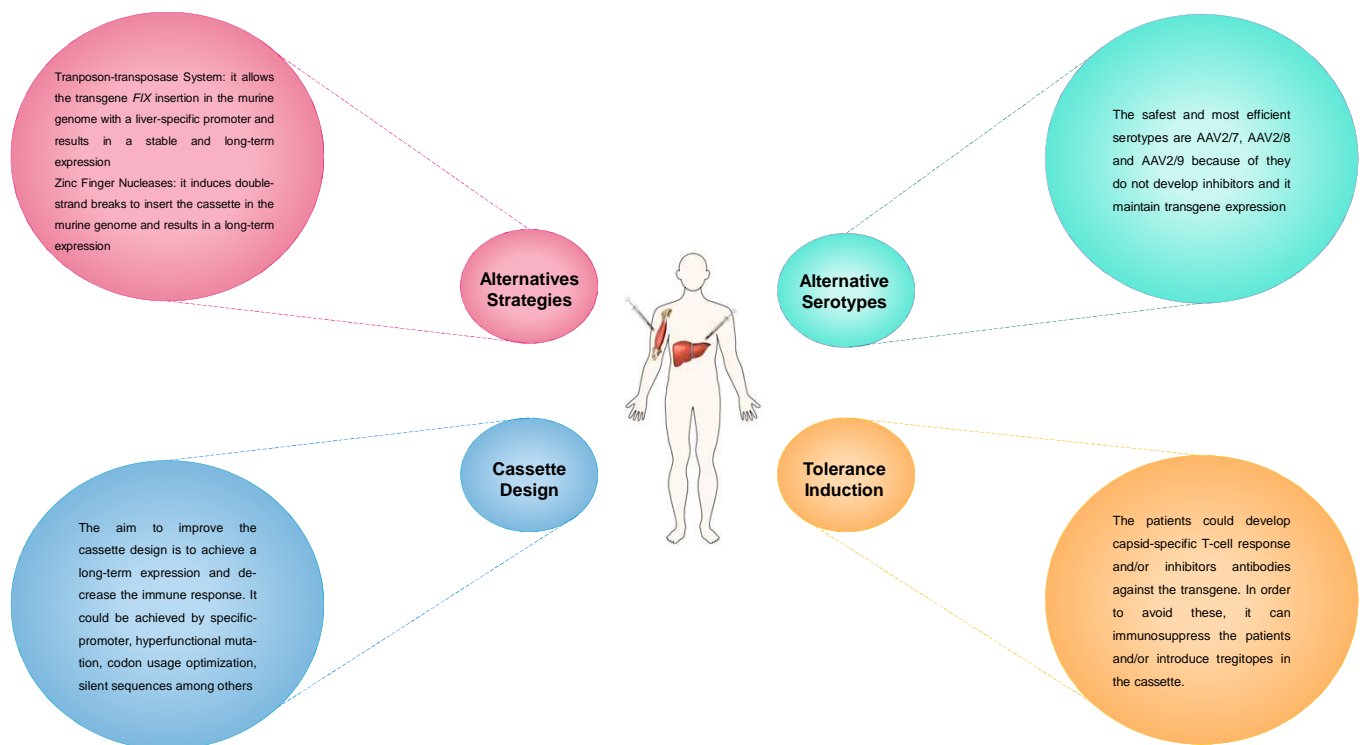 Tranposon-transposase System: it allows
the transgene FIX insertion in the murine
genome with a liver-specific promoter and
results in a stable and long-term
expression
Zinc Finger Nucleases: it induces double-
strand breaks to insert the cassette in the
murine genome and results in a long-term
expression
Alternatives
Strategies
Alternative
Serotypes
The safest and most efficient
serotypes are AAV2/7, AAV2/8
and AAV2/9 because of they
do not develop inhibitors and it
maintain transgene expression
The aim to improve the
cassette design is to achieve a
long-term expression and de-
crease the immune response. It
could be achieved by specific-
promoter, hyperfunctional muta-
tion, codon usage optimization,
silent sequences among others
Cassette
Design
Tolerance
Induction
The patients could develop
capsid-specific T-cell response
and/or inhibitors antibodies
against the transgene. In order
to avoid these, it can
immunosuppress the patients
and/or introduce tregitopes in
the cassette.